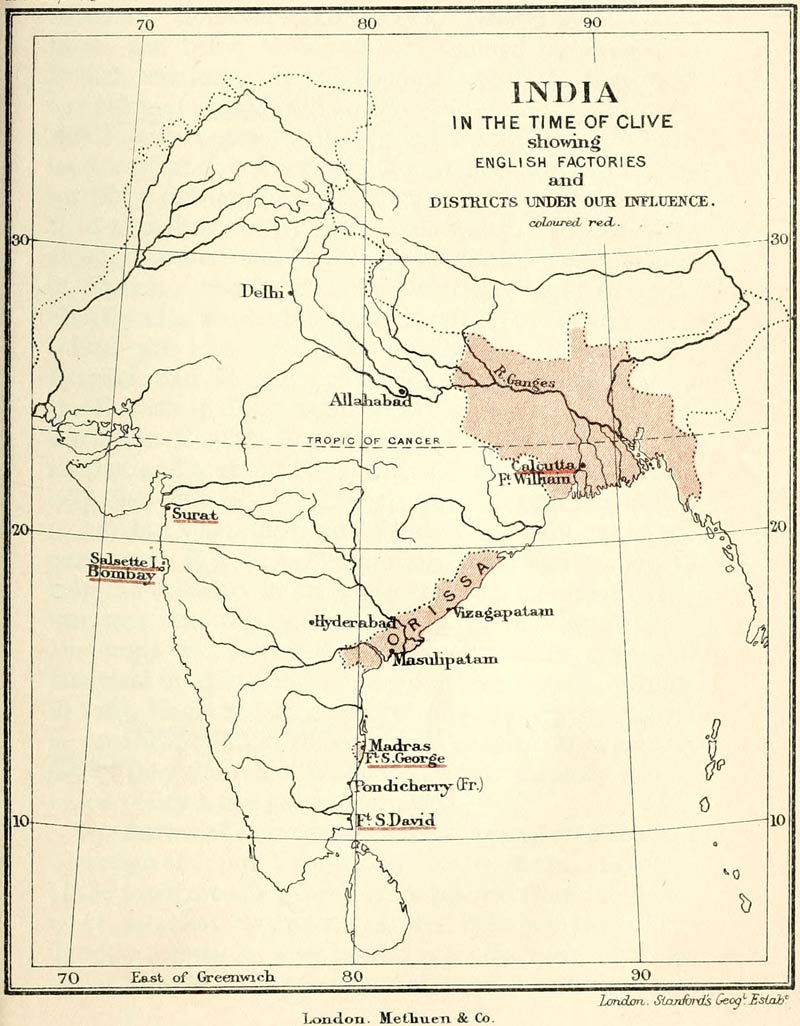 70 80 90
INDIA
IN THE TIME OF CLIVE
showing
ENGLISH FACTORIES
and
DISTRICTS UNDER OUR INFLUENCE.
coloured red.
30 30
Delhi
R. Ganges
Allahabad
TROPIC OF CANCER
Calcutta
Ft. William
Surat
20 20
Salsette I.
Bombay
ORISSA
Vizagapatam
Hyderabad
Masulipatam
Madras
Ft. S. George
Pondicherry (Fr.)
Ft. S. David
10 10
70 East of Greenwich 80 90
London. Stanford's Geogl. Estabt.
London. Methuen & Co.